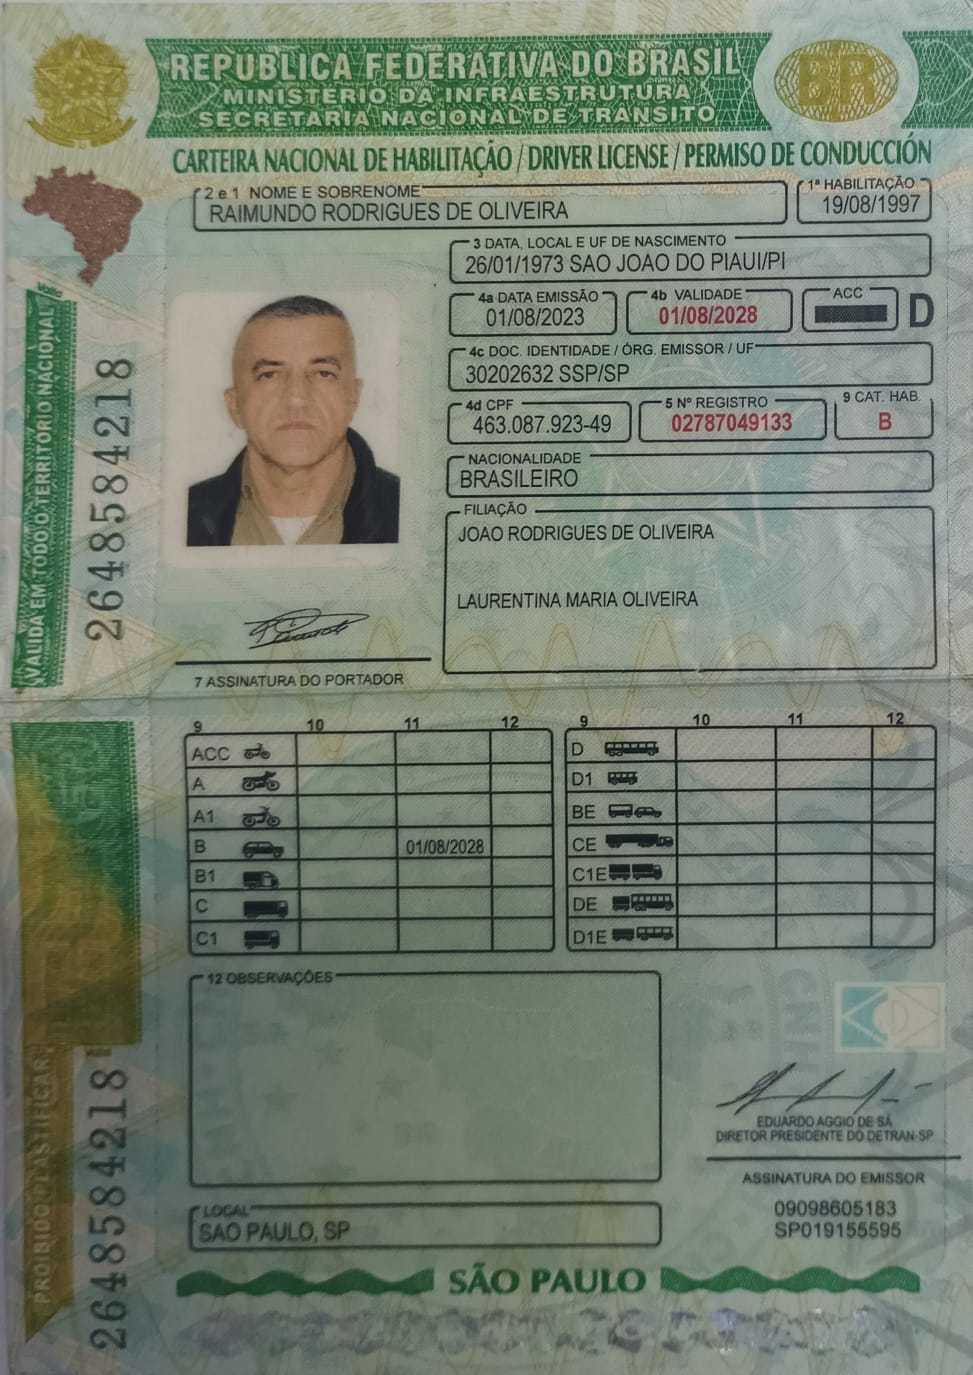 REPÚBLICA FEDERATIVA DO BRASIL
MINISTÉRIO DA INFRAESTRUTURA
SECRETARIA NACIONAL DE TRÂNSITO
BR
CARTEIRA NACIONAL DE HABILITAÇÃO / DRIVER LICENSE / PERMISO DE CONDUCCIÓN
2 e 1 NOME E SOBRENOME
RAIMUNDO RODRIGUES DE OLIVEIRA
1ª HABILITAÇÃO
19/08/1997
3 DATA, LOCAL E UF DE NASCIMENTO
26/01/1973 SAO JOAO DO PIAUI/PI
4a DATA EMISSÃO
01/08/2023
4b VALIDADE
01/08/2028
ACC
D
4c DOC. IDENTIDADE / ÓRG. EMISSOR / UF
30202632 SSP/SP
4d CPF
463.087.923-49
5 Nº REGISTRO
02787049133
9 CAT. HAB.
B
NACIONALIDADE
BRASILEIRO
FILIAÇÃO
JOAO RODRIGUES DE OLIVEIRA
LAURENTINA MARIA OLIVEIRA
VÁLIDA EM TODO O TERRITÓRIO NACIONAL
2648584218
7 ASSINATURA DO PORTADOR
9 10 11 12
ACC
A
A1
B 01/08/2028
B1
C
C1
9 10 11 12
D
D1
BE
CE
C1E
DE
D1E
12 OBSERVAÇÕES
EDUARDO AGGIO DE SÁ
DIRETOR PRESIDENTE DO DETRAN SP
ASSINATURA DO EMISSOR
09098605183
SP019155595
LOCAL
SAO PAULO, SP
PROIBIDO PLASTIFICAR
2648584218
SÃO PAULO